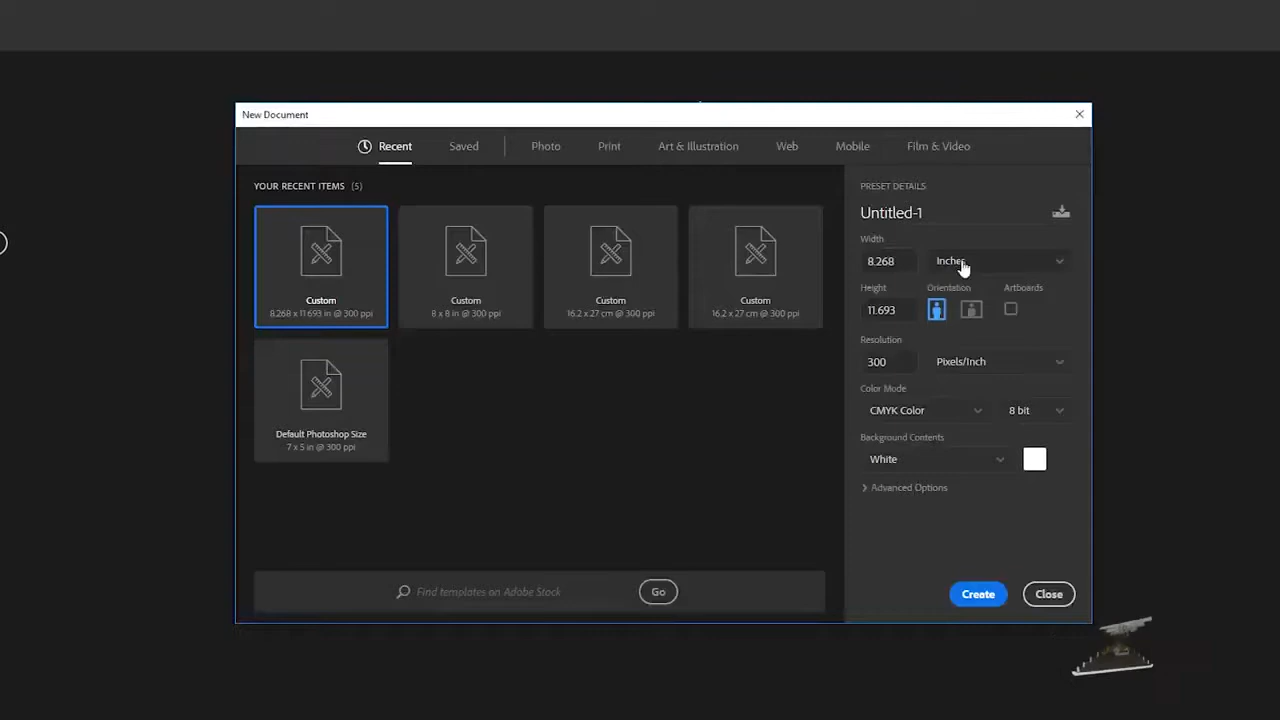 New Document
Recent Saved Photo Print Art & Illustration Web Mobile Film & Video
YOUR RECENT ITEMS (5)
Custom
8.268 x 11.693 in @ 300 ppi
Custom
8 x 8 in @ 300 ppi
Custom
16.2 x 27 cm @ 300 ppi
Custom
16.2 x 27 cm @ 300 ppi
Default Photoshop Size
7 x 5 in @ 300 ppi
Find templates on Adobe Stock
Go
PRESET DETAILS
Untitled-1
Width
8.268 Inches
Height Orientation Artboards
11.693
Resolution
300 Pixels/Inch
Color Mode
CMYK Color 8 bit
Background Contents
White
Advanced Options
Create Close